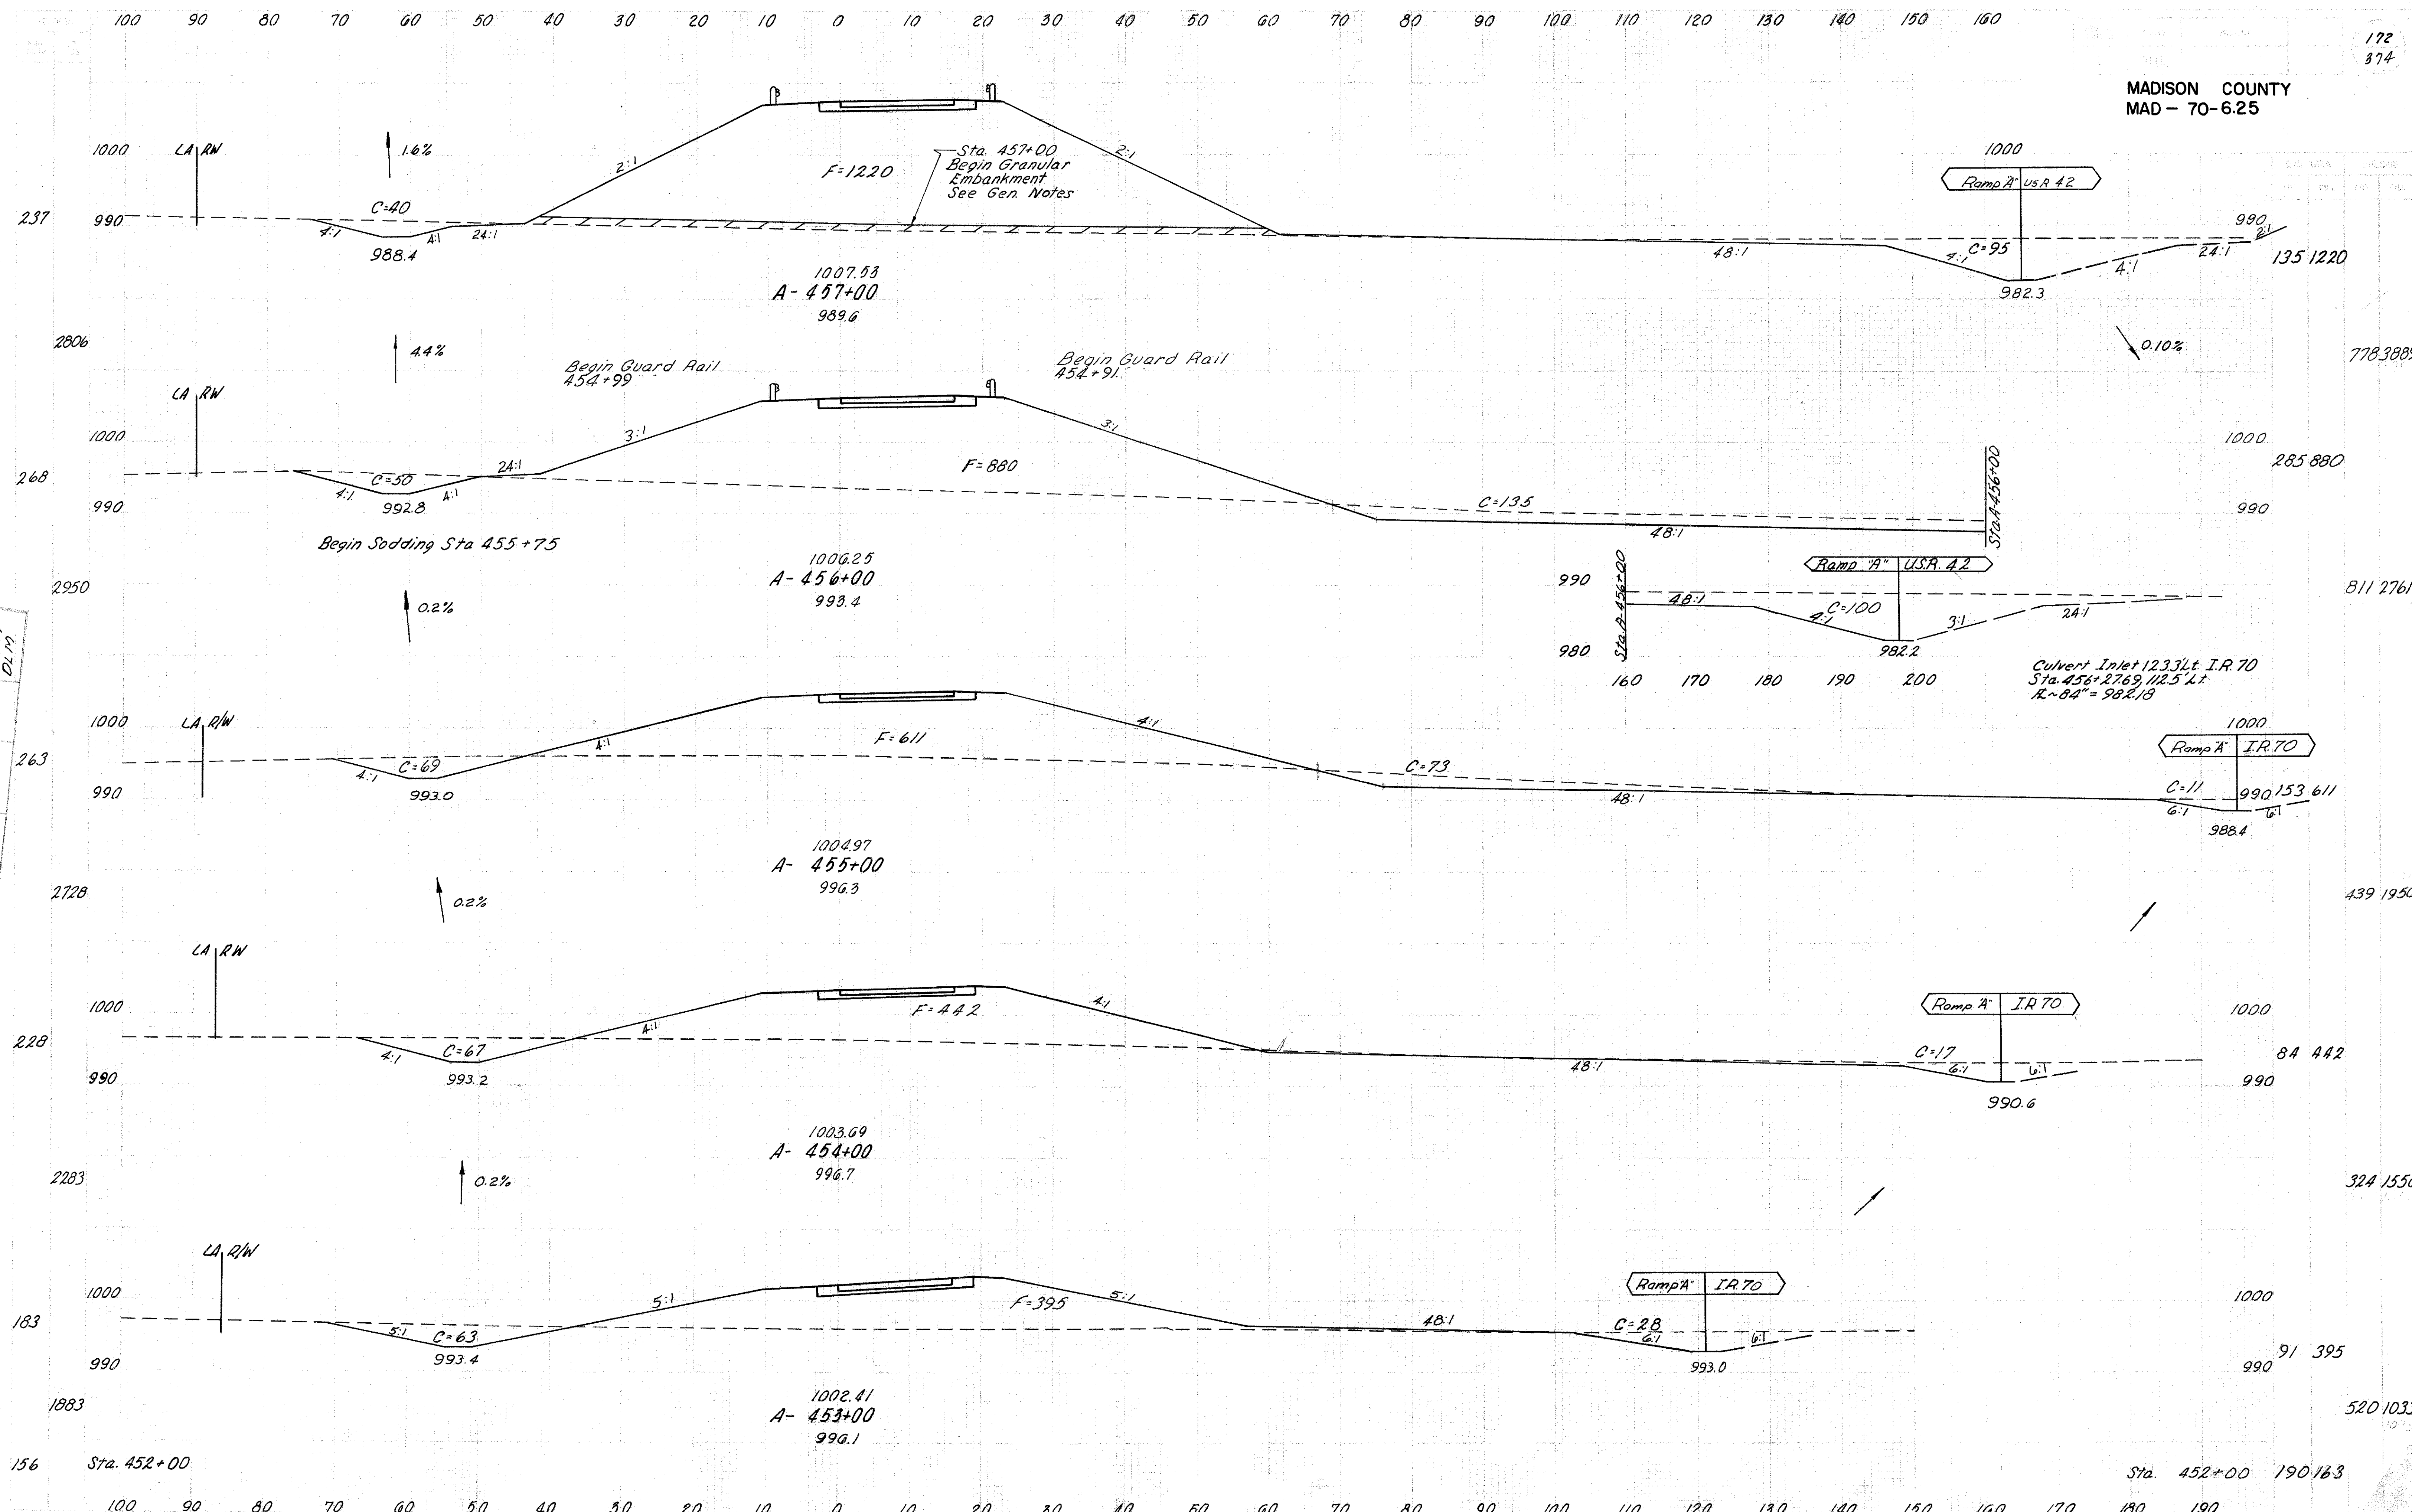 100 90 80 70 60 50 40 30 20 10 0 10 20 30 40 50 60 70 80 90 100 110 120 130 140 150 160
172
374
MADISON COUNTY
MAD - 70-6.25
1000
LA RW
1.6%
2:1
F=1220
Sta. 457+00
Begin Granular
Embankment
See Gen. Notes
2:1
1000
Ramp "A" USR 42
237
990
C=40
4:1
988.4
4:1
24:1
48:1
C=95
4:1
982.3
4:1
24:1
990
2:1
135 1220
1007.53
A- 457+00
989.6
2806
4.4%
Begin Guard Rail
454+99
Begin Guard Rail
454+91
0.10%
778 388
LA RW
1000
3:1
3:1
1000
268
24:1
F=880
285 880
C=50
4:1
4:1
992.8
990
C=135
48:1
Sta. A-456+00
990
Begin Sodding Sta 455+75
1006.25
A- 456+00
993.4
2950
0.2%
990
Sta. A-456+00
48:1
Ramp "A" U.S.R. 42
C=100
4:1
3:1
24:1
811 2761
980
982.2
160 170 180 190 200
Culvert Inlet 123.3' Lt. I.R. 70
Sta. 456+27.69, 112.5' Lt.
FL~84" = 982.18
DLM
1000
LA R/W
4:1
F=611
4:1
1000
Ramp "A" I.R. 70
263
4:1
C=69
993.0
990
C=73
48:1
C=11
6:1
990 153 611
6:1
988.4
1004.97
A- 455+00
996.3
2728
0.2%
439 1950
LA RW
1000
4:1
F=442
4:1
Ramp "A" I.R. 70
1000
228
4:1
C=67
993.2
990
48:1
C=17
6:1
6:1
990.6
84 442
990
1003.69
A- 454+00
996.7
2283
0.2%
324 1550
LA R/W
1000
5:1
F=395
5:1
Ramp "A" I.R. 70
1000
183
5:1
C=63
993.4
990
48:1
C=28
6:1
6:1
993.0
91 395
990
1002.41
A- 453+00
996.1
1883
520 1033
156
Sta. 452+00
Sta. 452+00 190 163
100 90 80 70 60 50 40 30 20 10 0 10 20 30 40 50 60 70 80 90 100 110 120 130 140 150 160 170 180 190